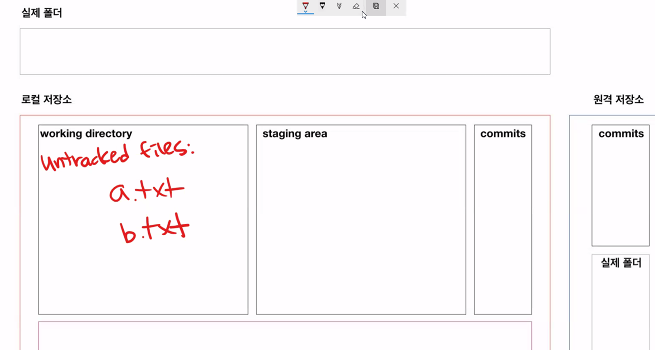 실제 폴더
로컬 저장소
원격 저장소
working directory
staging area
commits
commits
untracked files:
a.txt
b.txt
실제 폴더